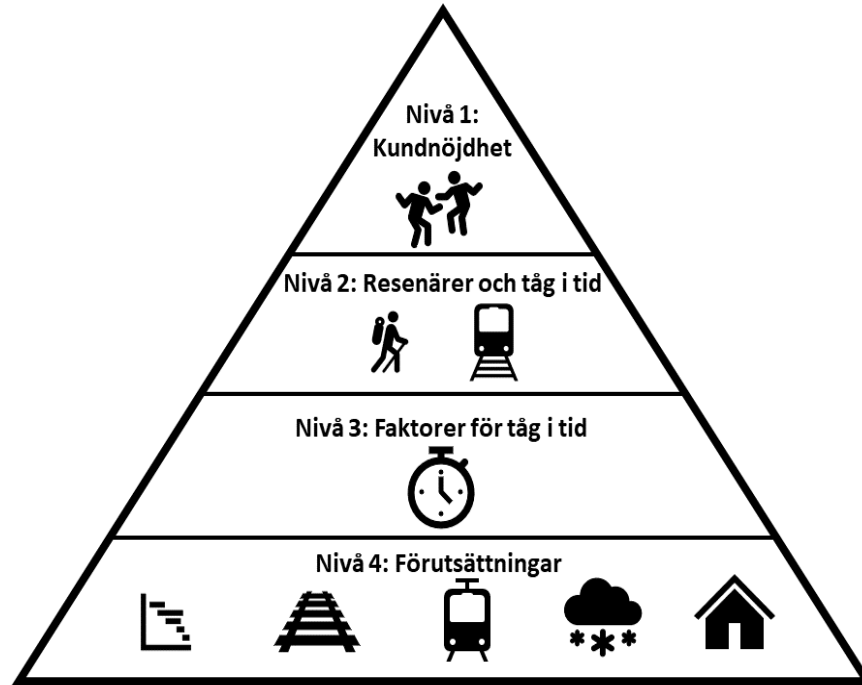 Nivå 1:
Kundnöjdhet
Nivå 2: Resenärer och tåg i tid
Nivå 3: Faktorer för tåg i tid
Nivå 4: Förutsättningar